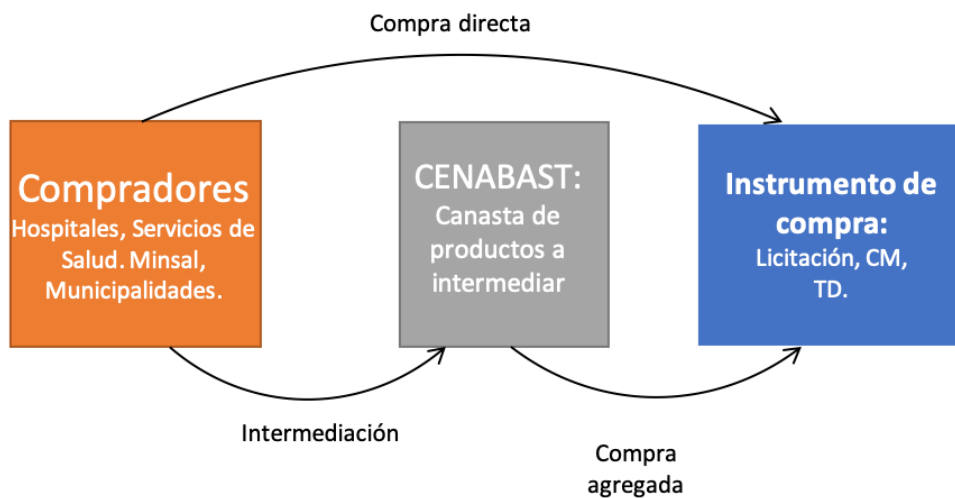 Compra directa
Compradores
Hospitales, Servicios de
Salud. Minsal,
Municipalidades.
CENABAST:
Canasta de
productos a
intermediar
Instrumento de
compra:
Licitación, CM,
TD.
Intermediación
Compra
agregada